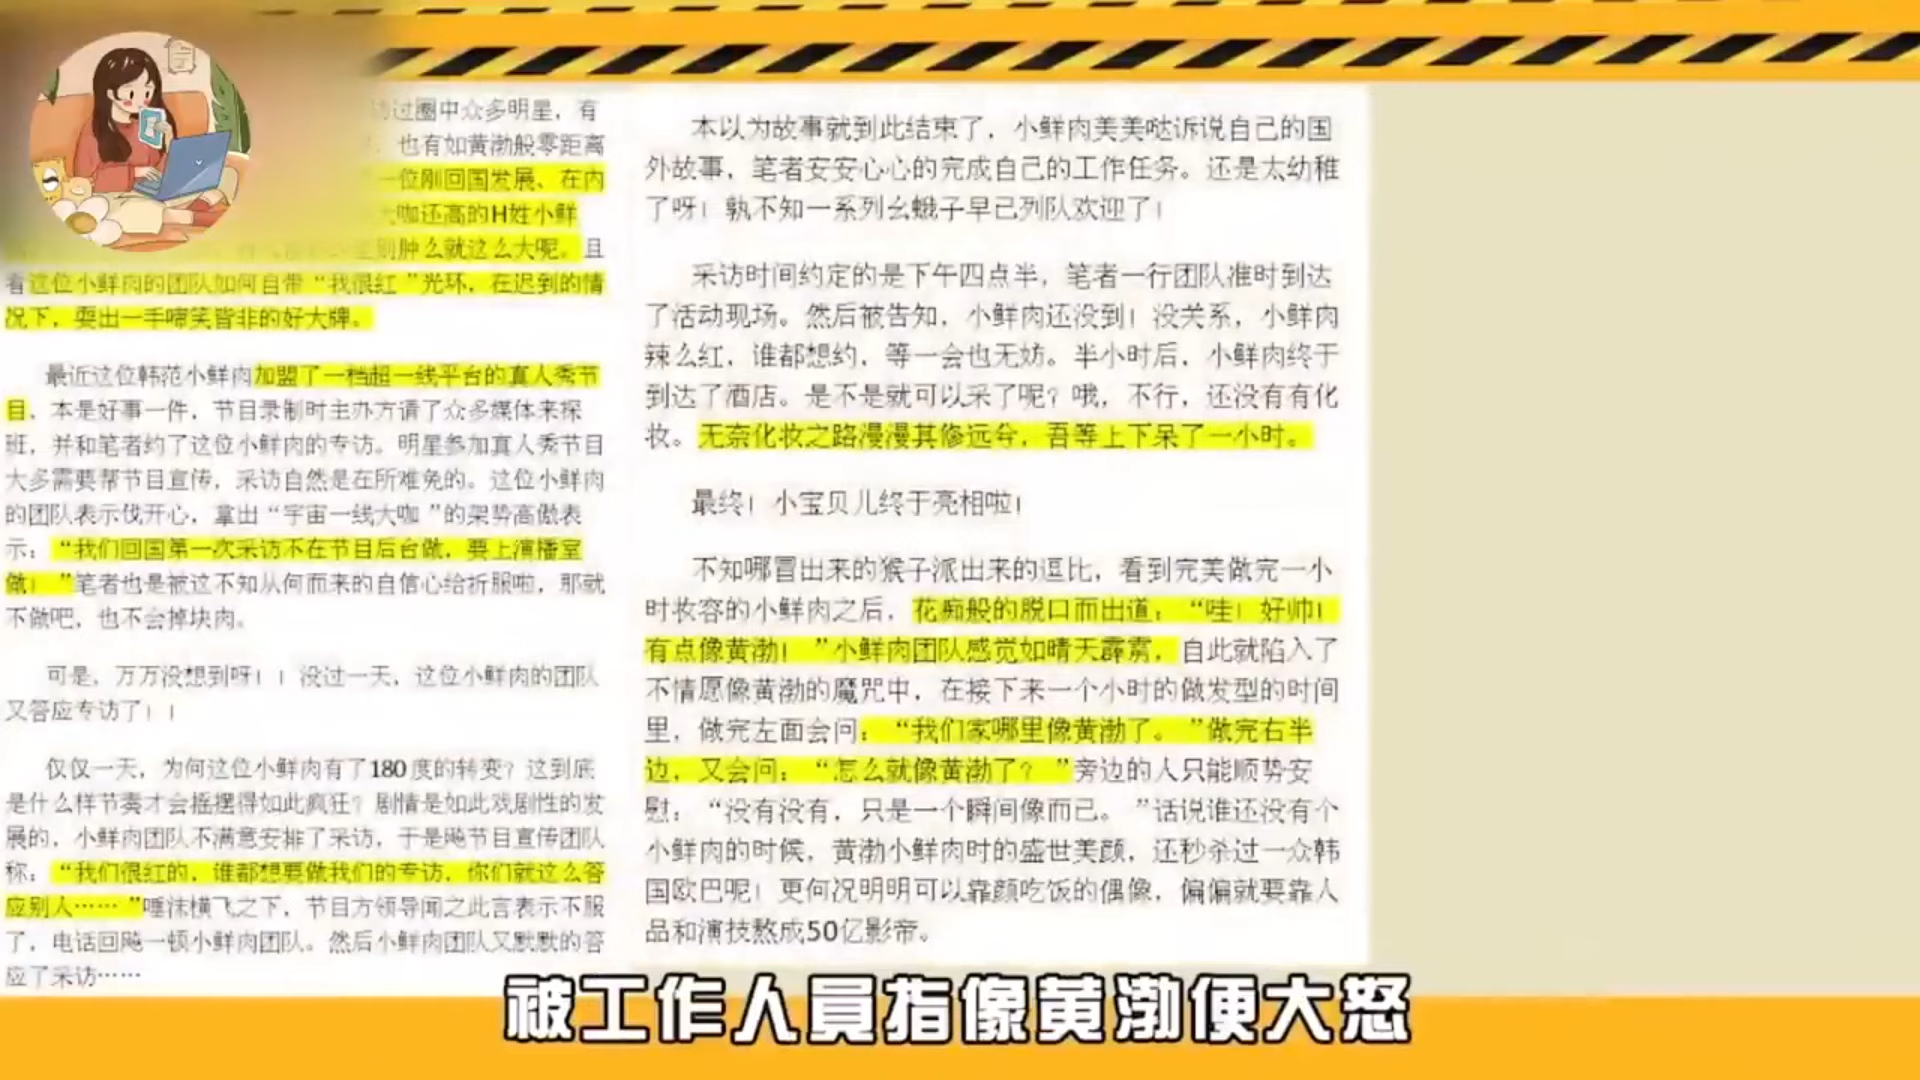 访过圈中众多明星，有
，也有如黄渤般零距离
一位刚回国发展、在内
大咖还高的H姓小鲜
别肿么就这么大呢。且
看这位小鲜肉的团队如何自带“我很红”光环，在迟到的情
况下，耍出一手啼笑皆非的好大牌。
最近这位韩范小鲜肉加盟了一档超一线平台的真人秀节
目，本是好事一件，节目录制时主办方请了众多媒体来探
班，并和笔者约了这位小鲜肉的专访。明星参加真人秀节目
大多需要帮节目宣传，采访自然是在所难免的。这位小鲜肉
的团队表示伐开心，拿出“宇宙一线大咖”的架势高傲表
示：“我们回国第一次采访不在节目后台做，要上演播室
做！”笔者也是被这不知从何而来的自信心给折服啦，那就
不做吧，也不会掉块肉。
可是，万万没想到呀！！没过一天，这位小鲜肉的团队
又答应专访了！！
仅仅一天，为何这位小鲜肉有了180度的转变？这到底
是什么样节奏才会摇摆得如此疯狂？剧情是如此戏剧性的发
展的，小鲜肉团队不满意安排了采访，于是飚节目宣传团队
称：“我们很红的，谁都想要做我们的专访，你们就这么答
应别人……”唾沫横飞之下，节目方领导闻之此言表示不服
了，电话回飚一顿小鲜肉团队。然后小鲜肉团队又默默的答
应了采访……
本以为故事就到此结束了，小鲜肉美美哒诉说自己的国
外故事，笔者安安心心的完成自己的工作任务。还是太幼稚
了呀！孰不知一系列幺蛾子早已列队欢迎了！
采访时间约定的是下午四点半，笔者一行团队准时到达
了活动现场。然后被告知，小鲜肉还没到！没关系，小鲜肉
辣么红，谁都想约，等一会也无妨。半小时后，小鲜肉终于
到达了酒店。是不是就可以采了呢？哦，不行，还没有有化
妆。无奈化妆之路漫漫其修远兮，吾等上下呆了一小时。
最终！小宝贝儿终于亮相啦！
不知哪冒出来的猴子派出来的逗比，看到完美做完一小
时妆容的小鲜肉之后，花痴般的脱口而出道：“哇！好帅！
有点像黄渤！”小鲜肉团队感觉如晴天霹雳，自此就陷入了
不情愿像黄渤的魔咒中，在接下来一个小时的做发型的时间
里，做完左面会问：“我们家哪里像黄渤了。”做完右半
边，又会问：“怎么就像黄渤了？”旁边的人只能顺势安
慰：“没有没有，只是一个瞬间像而已。”话说谁还没有个
小鲜肉的时候，黄渤小鲜肉时的盛世美颜，还秒杀过一众韩
国欧巴呢！更何况明明可以靠颜吃饭的偶像，偏偏就要靠人
品和演技熬成50亿影帝。
被工作人員指像黄渤便大怒